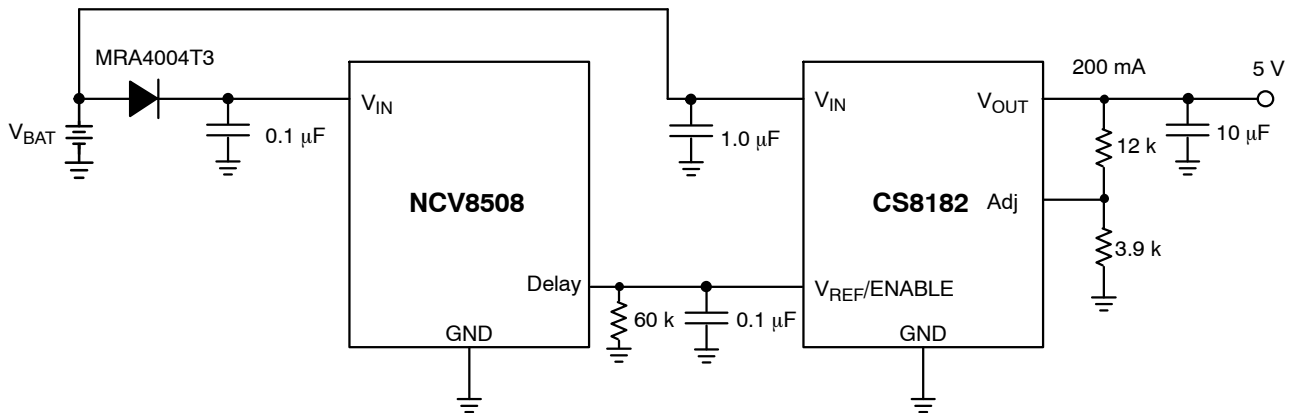 MRA4004T3
200 mA
5 V
V_BAT
0.1 μF
V_IN
1.0 μF
V_IN
V_OUT
12 k
10 μF
NCV8508
CS8182
Adj
3.9 k
Delay
60 k
0.1 μF
V_REF/ENABLE
GND
GND